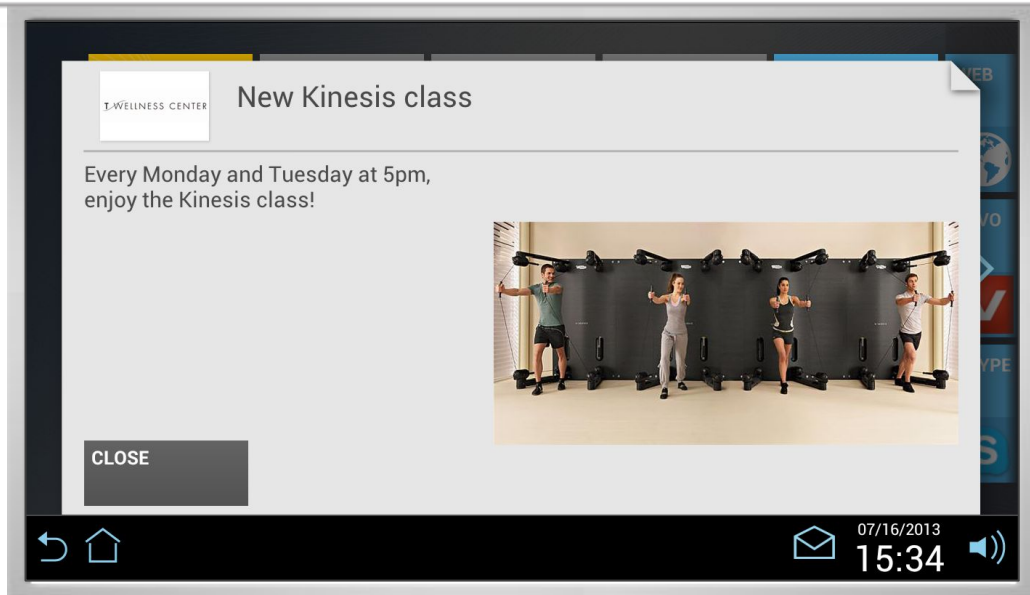 T WELLNESS CENTER
New Kinesis class
Every Monday and Tuesday at 5pm,
enjoy the Kinesis class!
CLOSE
07/16/2013
15:34